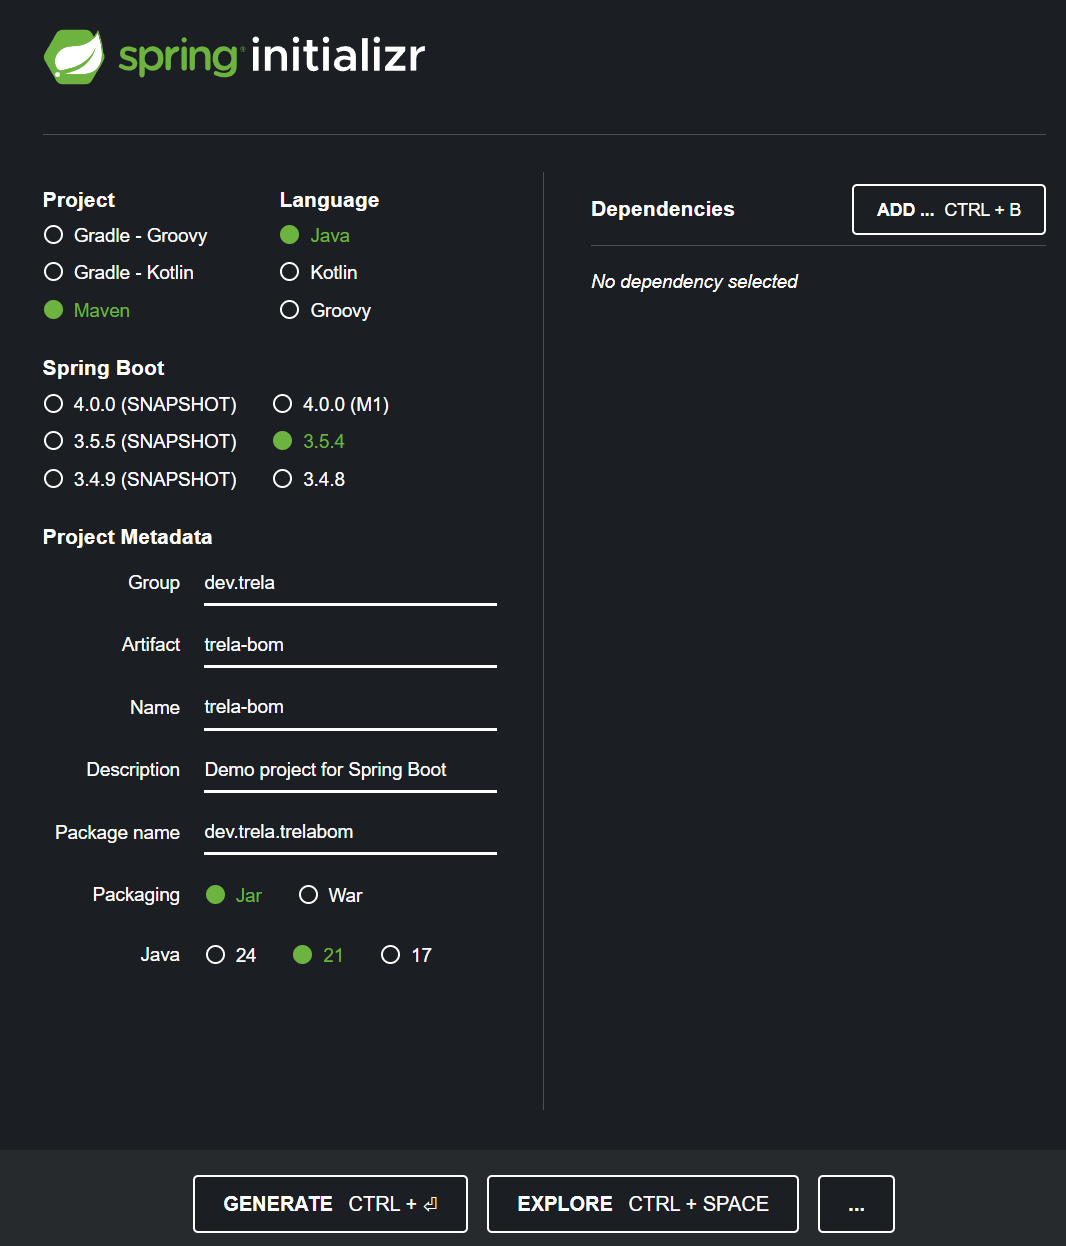 spring initializr
Project
Gradle - Groovy
Gradle - Kotlin
Maven
Language
Java
Kotlin
Groovy
Spring Boot
4.0.0 (SNAPSHOT) 4.0.0 (M1)
3.5.5 (SNAPSHOT) 3.5.4
3.4.9 (SNAPSHOT) 3.4.8
Project Metadata
Group dev.trela
Artifact trela-bom
Name trela-bom
Description Demo project for Spring Boot
Package name dev.trela.trelabom
Packaging Jar War
Java 24 21 17
Dependencies
ADD ... CTRL + B
No dependency selected
GENERATE CTRL + ⏎
EXPLORE CTRL + SPACE
...